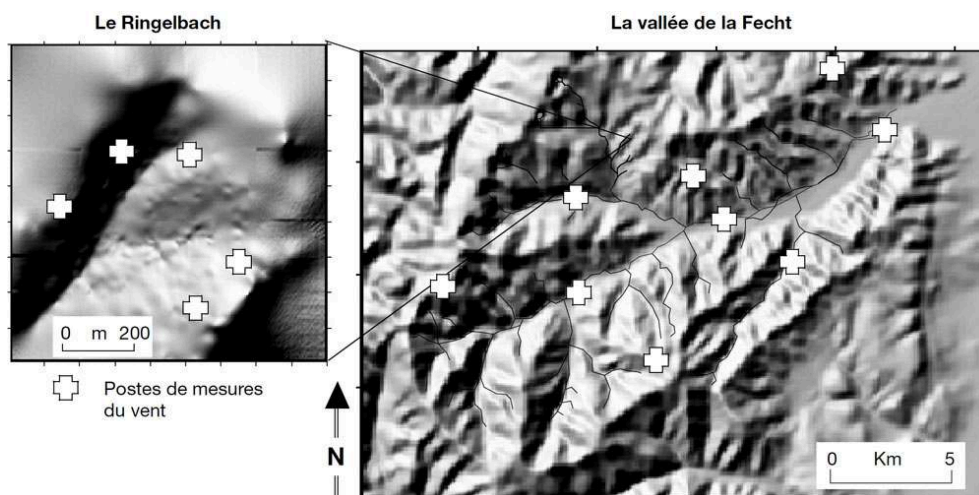 Le Ringelbach
La vallée de la Fecht
0 m 200
Postes de mesures
du vent
N
0 Km 5